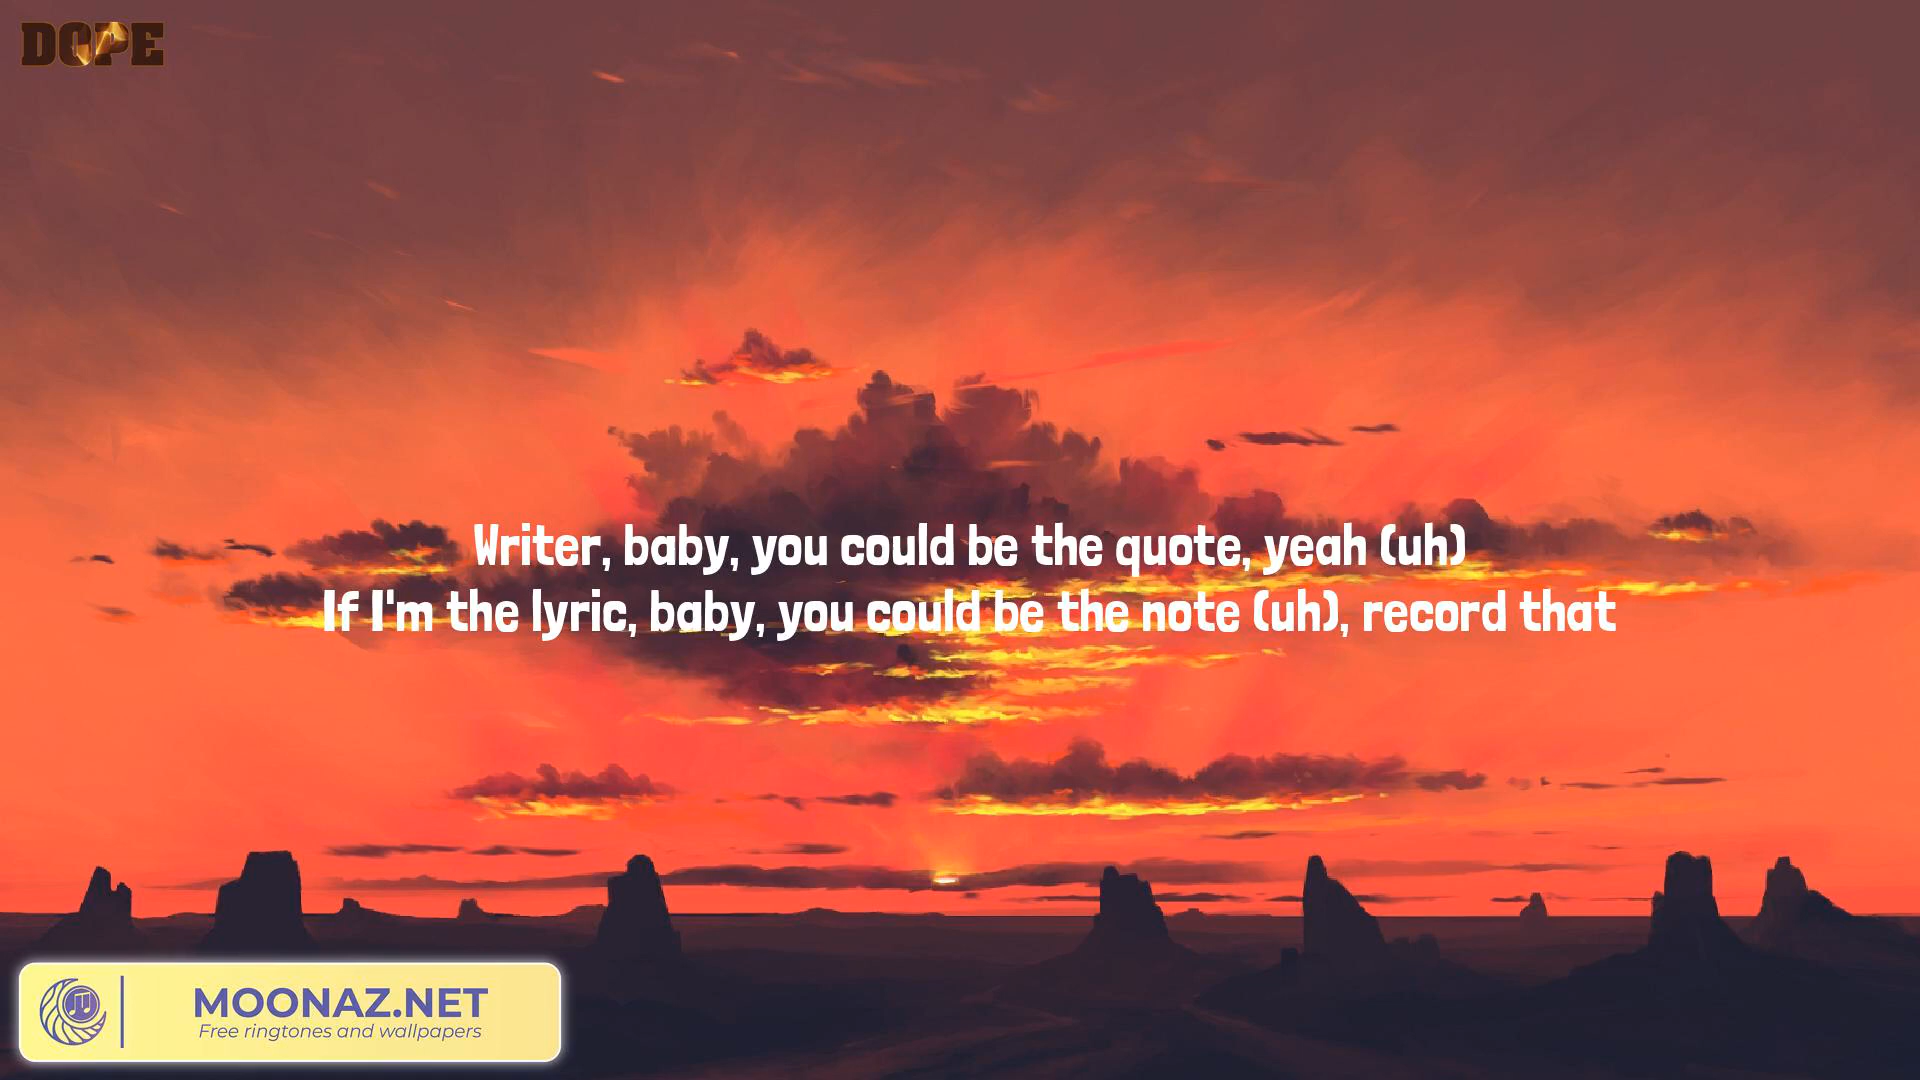 DOPE
Writer, baby, you could be the quote, yeah (uh)
If I'm the lyric, baby, you could be the note (uh), record that
MOONAZ.NET
Free ringtones and wallpapers